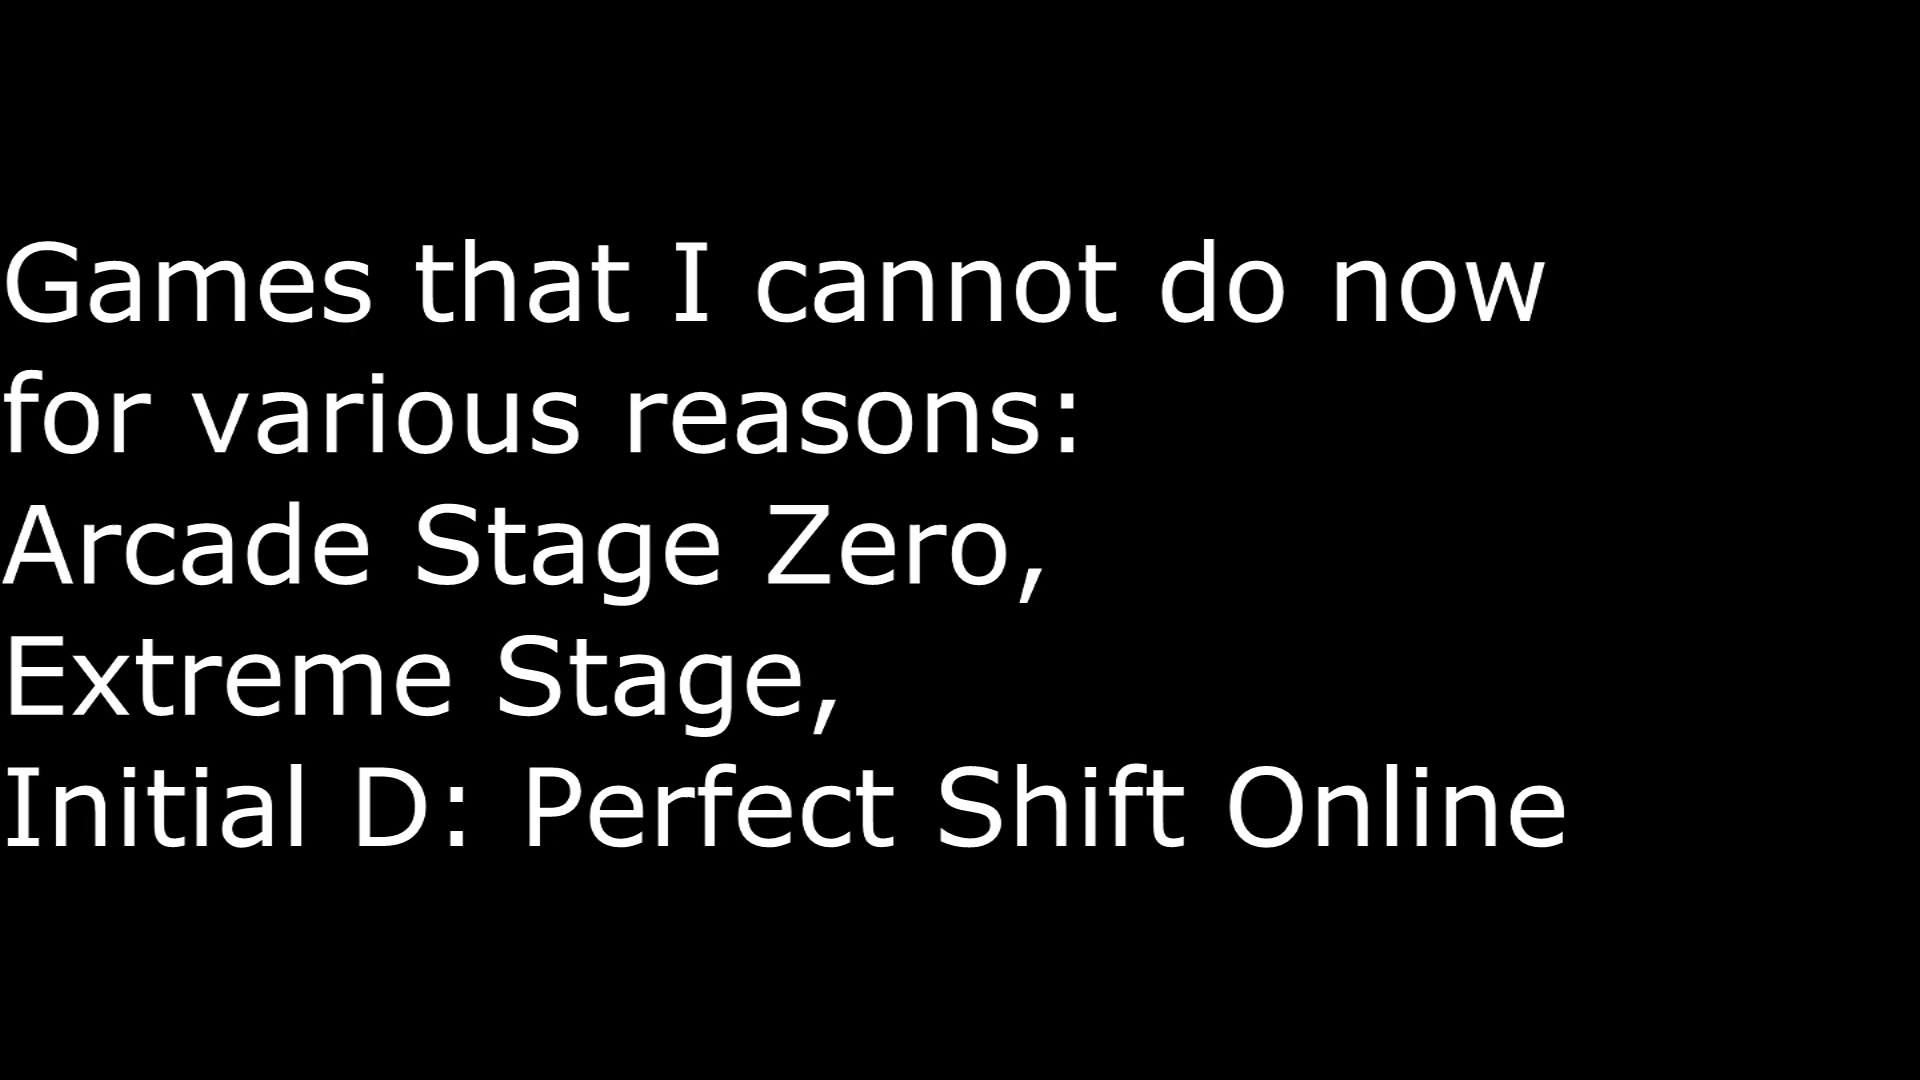 Games that I cannot do now
for various reasons:
Arcade Stage Zero,
Extreme Stage,
Initial D: Perfect Shift Online